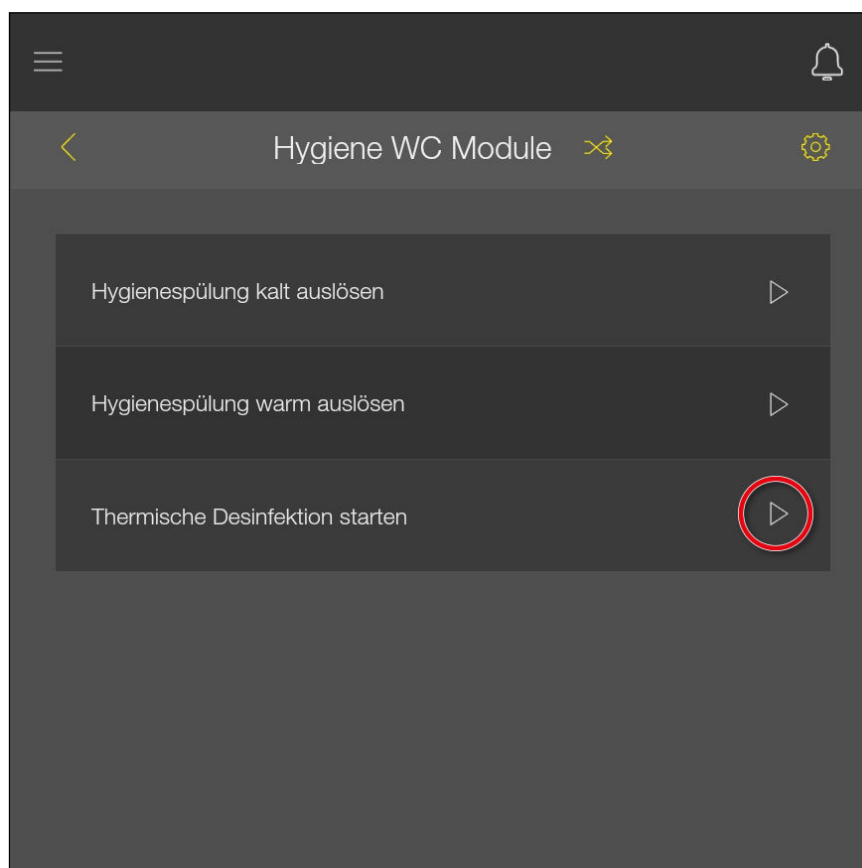 Hygiene WC Module
Hygienespülung kalt auslösen
Hygienespülung warm auslösen
Thermische Desinfektion starten